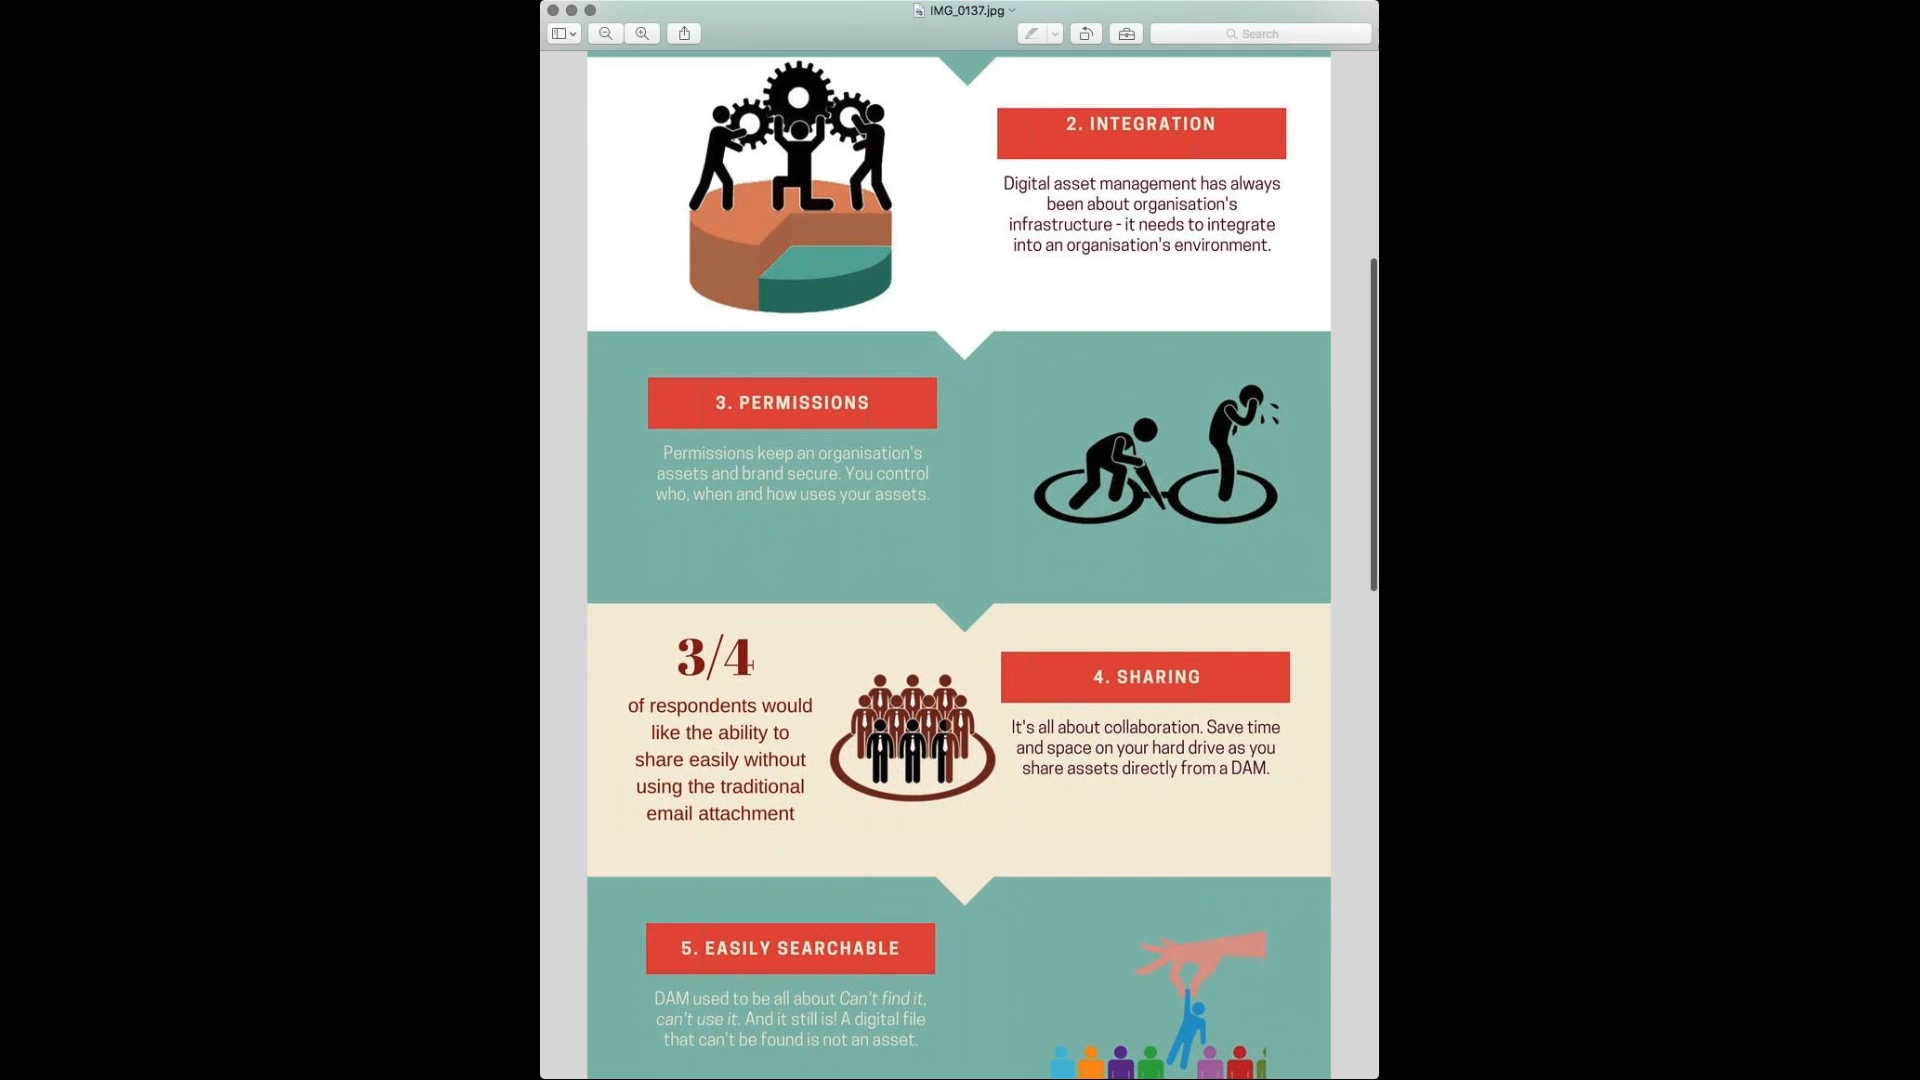 IMG_0137.jpg
Search
2. INTEGRATION
Digital asset management has always
been about organisation's
infrastructure - it needs to integrate
into an organisation's environment.
3. PERMISSIONS
Permissions keep an organisation's
assets and brand secure. You control
who, when and how uses your assets.
3/4
of respondents would
like the ability to
share easily without
using the traditional
email attachment
4. SHARING
It's all about collaboration. Save time
and space on your hard drive as you
share assets directly from a DAM.
5. EASILY SEARCHABLE
DAM used to be all about Can't find it,
can't use it. And it still is! A digital file
that can't be found is not an asset.